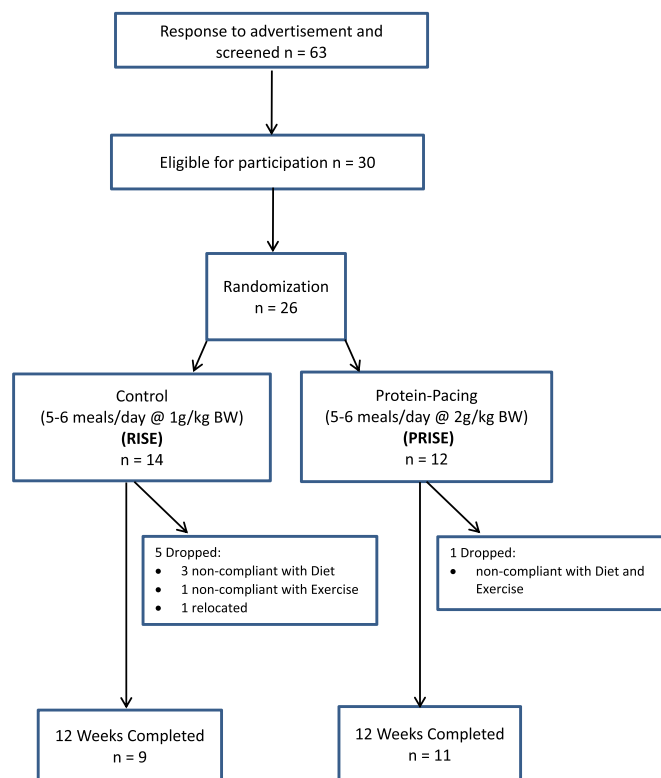 Response to advertisement and
screened n = 63
Eligible for participation n = 30
Randomization
n = 26
Control
(5-6 meals/day @ 1g/kg BW)
(RISE)
n = 14
Protein-Pacing
(5-6 meals/day @ 2g/kg BW)
(PRISE)
n = 12
5 Dropped:
• 3 non-compliant with Diet
• 1 non-compliant with Exercise
• 1 relocated
1 Dropped:
• non-compliant with Diet and
Exercise
12 Weeks Completed
n = 9
12 Weeks Completed
n = 11